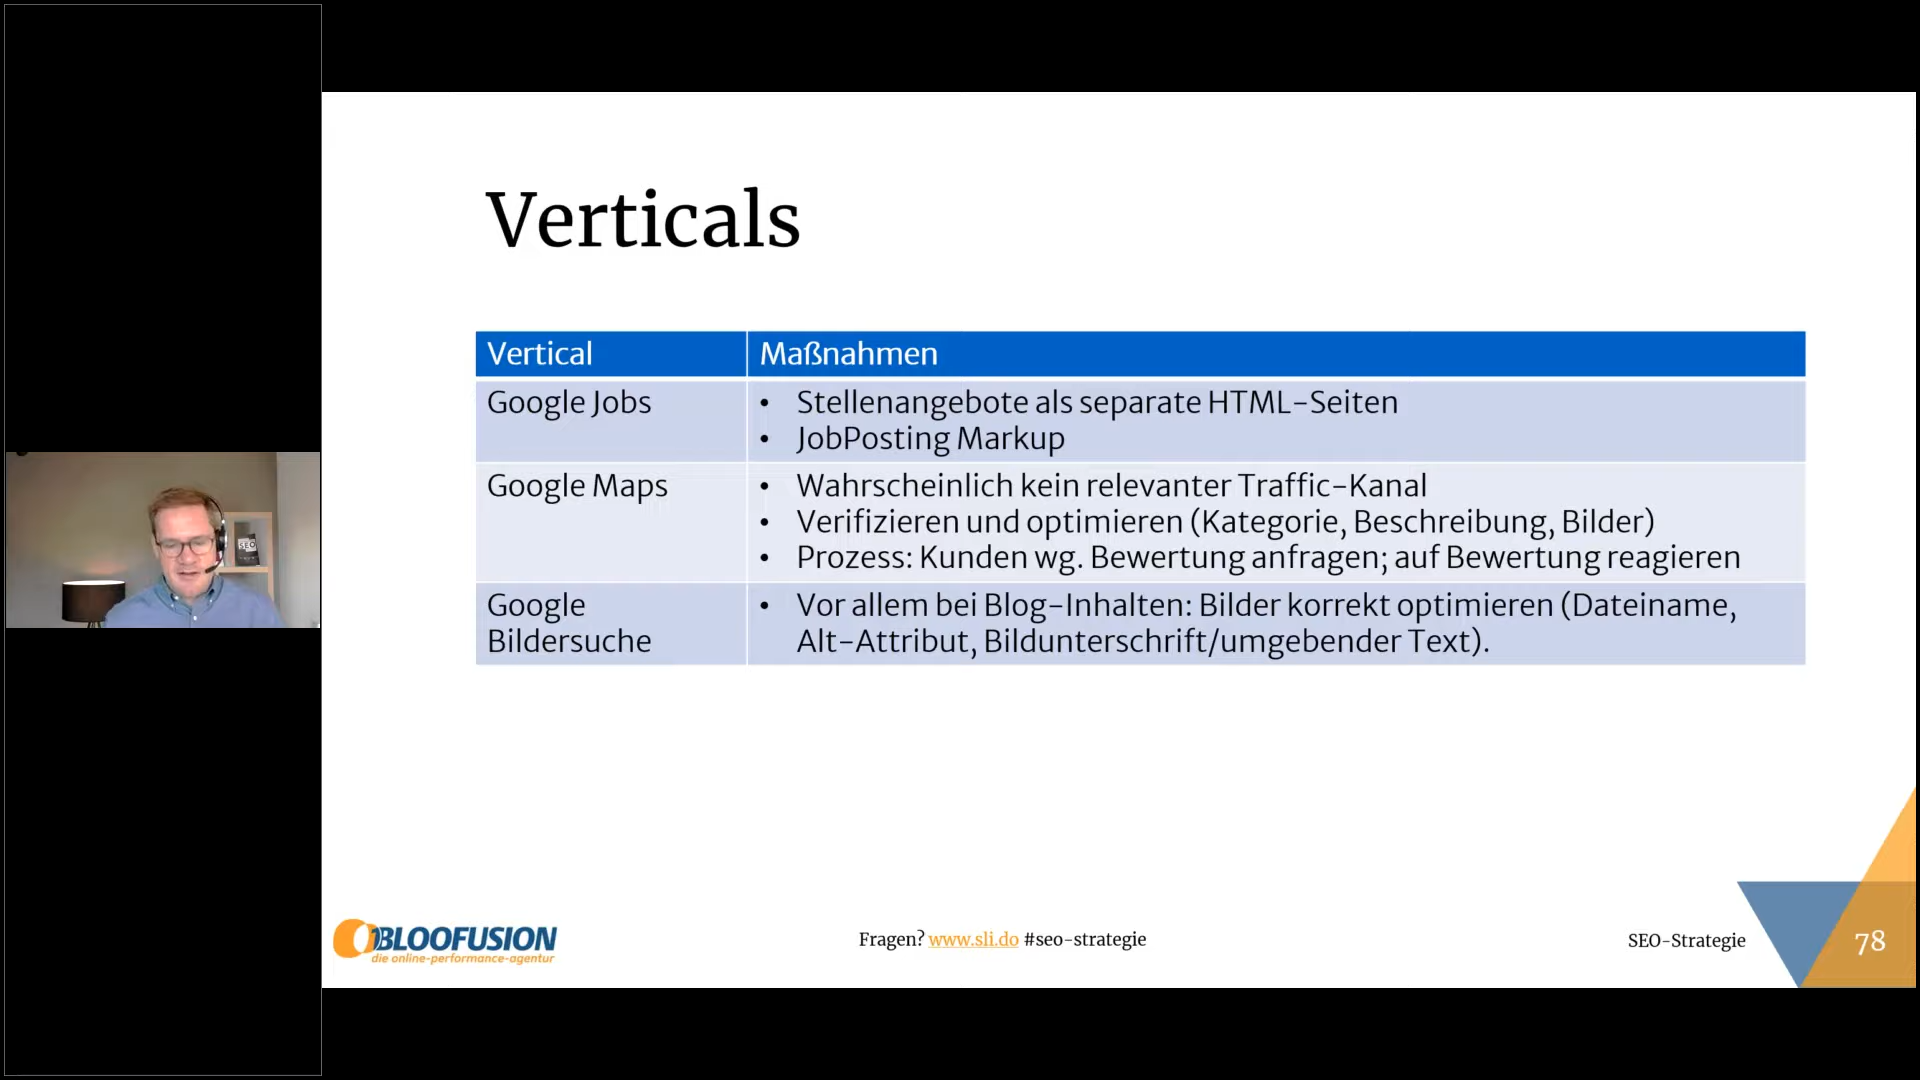 Verticals
Vertical
Maßnahmen
Google Jobs
• Stellenangebote als separate HTML-Seiten
• JobPosting Markup
Google Maps
• Wahrscheinlich kein relevanter Traffic-Kanal
• Verifizieren und optimieren (Kategorie, Beschreibung, Bilder)
• Prozess: Kunden wg. Bewertung anfragen; auf Bewertung reagieren
Google
Bildersuche
• Vor allem bei Blog-Inhalten: Bilder korrekt optimieren (Dateiname,
Alt-Attribut, Bildunterschrift/umgebender Text).
SEO
BLOOFUSION
die online-performance-agentur
Fragen? www.sli.do #seo-strategie
SEO-Strategie
78